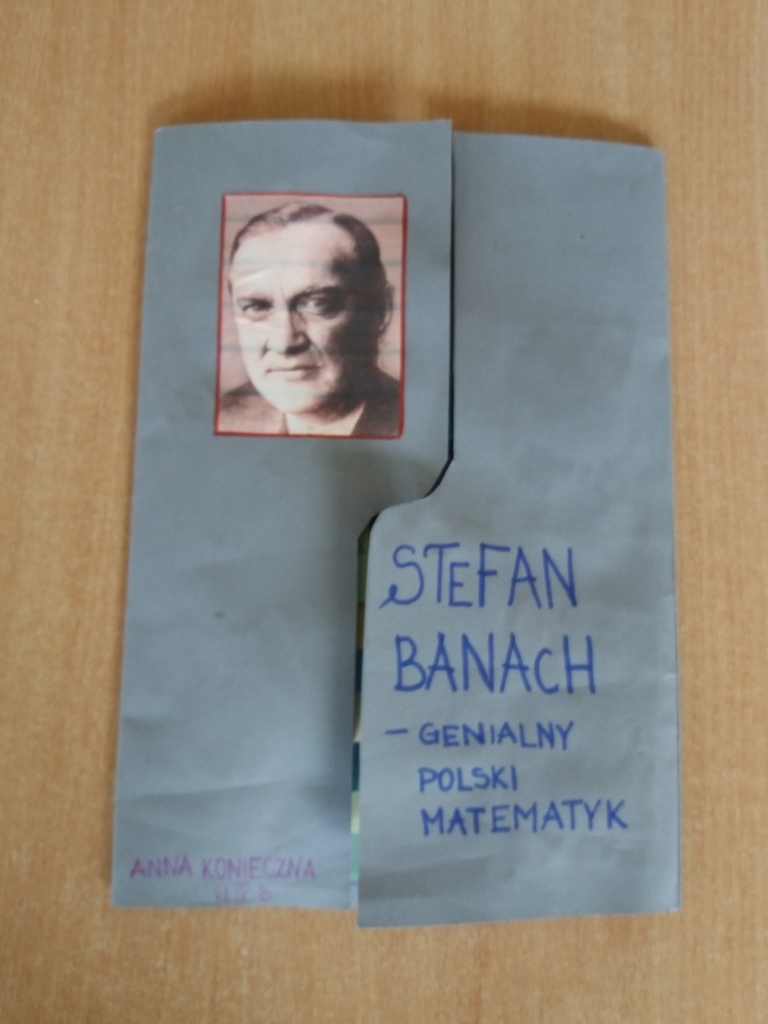 STEFAN
BANACH
– GENIALNY
POLSKI
MATEMATYK
ANNA KONIECZNA